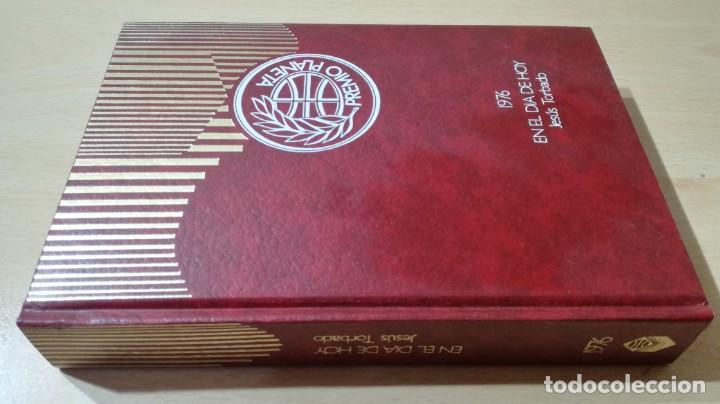 PREMIO PLANETA
1976
EN EL DIA DE HOY
Jesús Torbado
EN EL DIA DE HOY
Jesús Torbado
1976
todocoleccion.net